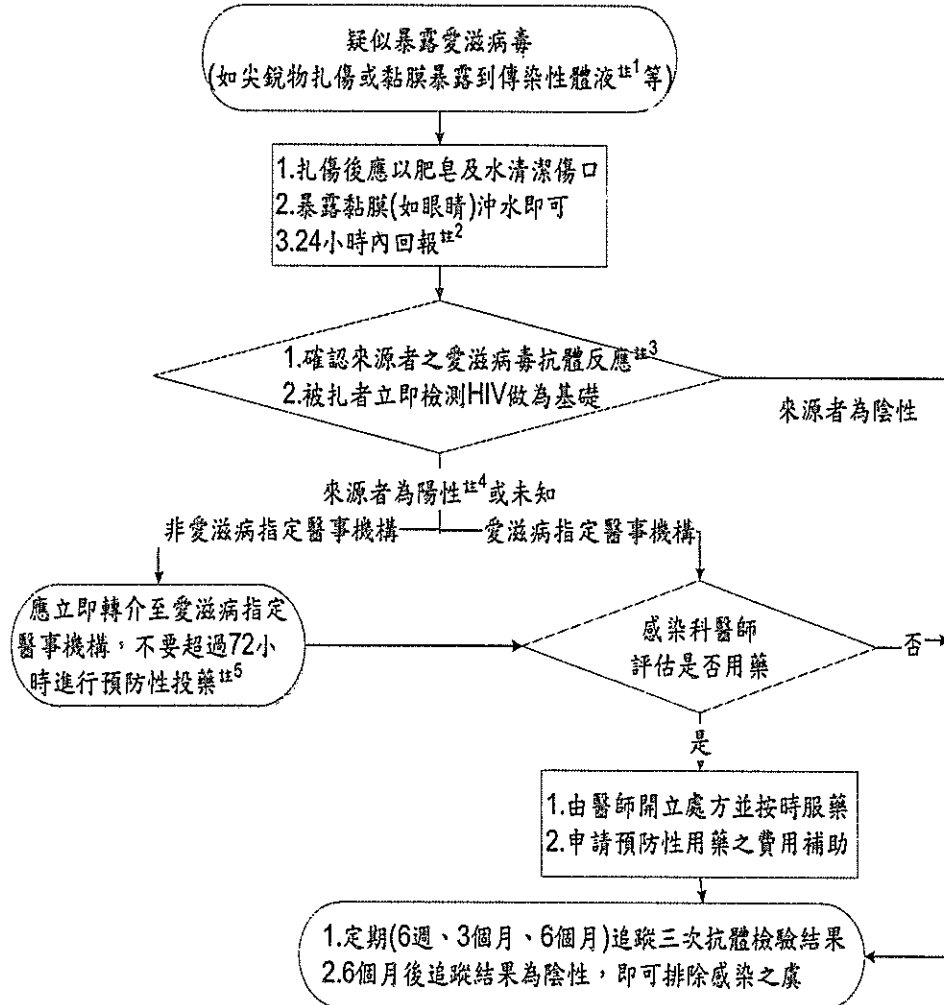 疑似暴露愛滋病毒
(如尖銳物扎傷或黏膜暴露到傳染性體液註1等)
1.扎傷後應以肥皂及水清潔傷口
2.暴露黏膜(如眼睛)沖水即可
3.24小時內回報註2
1.確認來源者之愛滋病毒抗體反應註3
2.被扎者立即檢測HIV做為基礎
來源者為陰性
來源者為陽性註4或未知
非愛滋病指定醫事機構
愛滋病指定醫事機構
應立即轉介至愛滋病指定
醫事機構，不要超過72小
時進行預防性投藥註5
感染科醫師
評估是否用藥
否
是
1.由醫師開立處方並按時服藥
2.申請預防性用藥之費用補助
1.定期(6週、3個月、6個月)追蹤三次抗體檢驗結果
2.6個月後追蹤結果為陰性，即可排除感染之虞